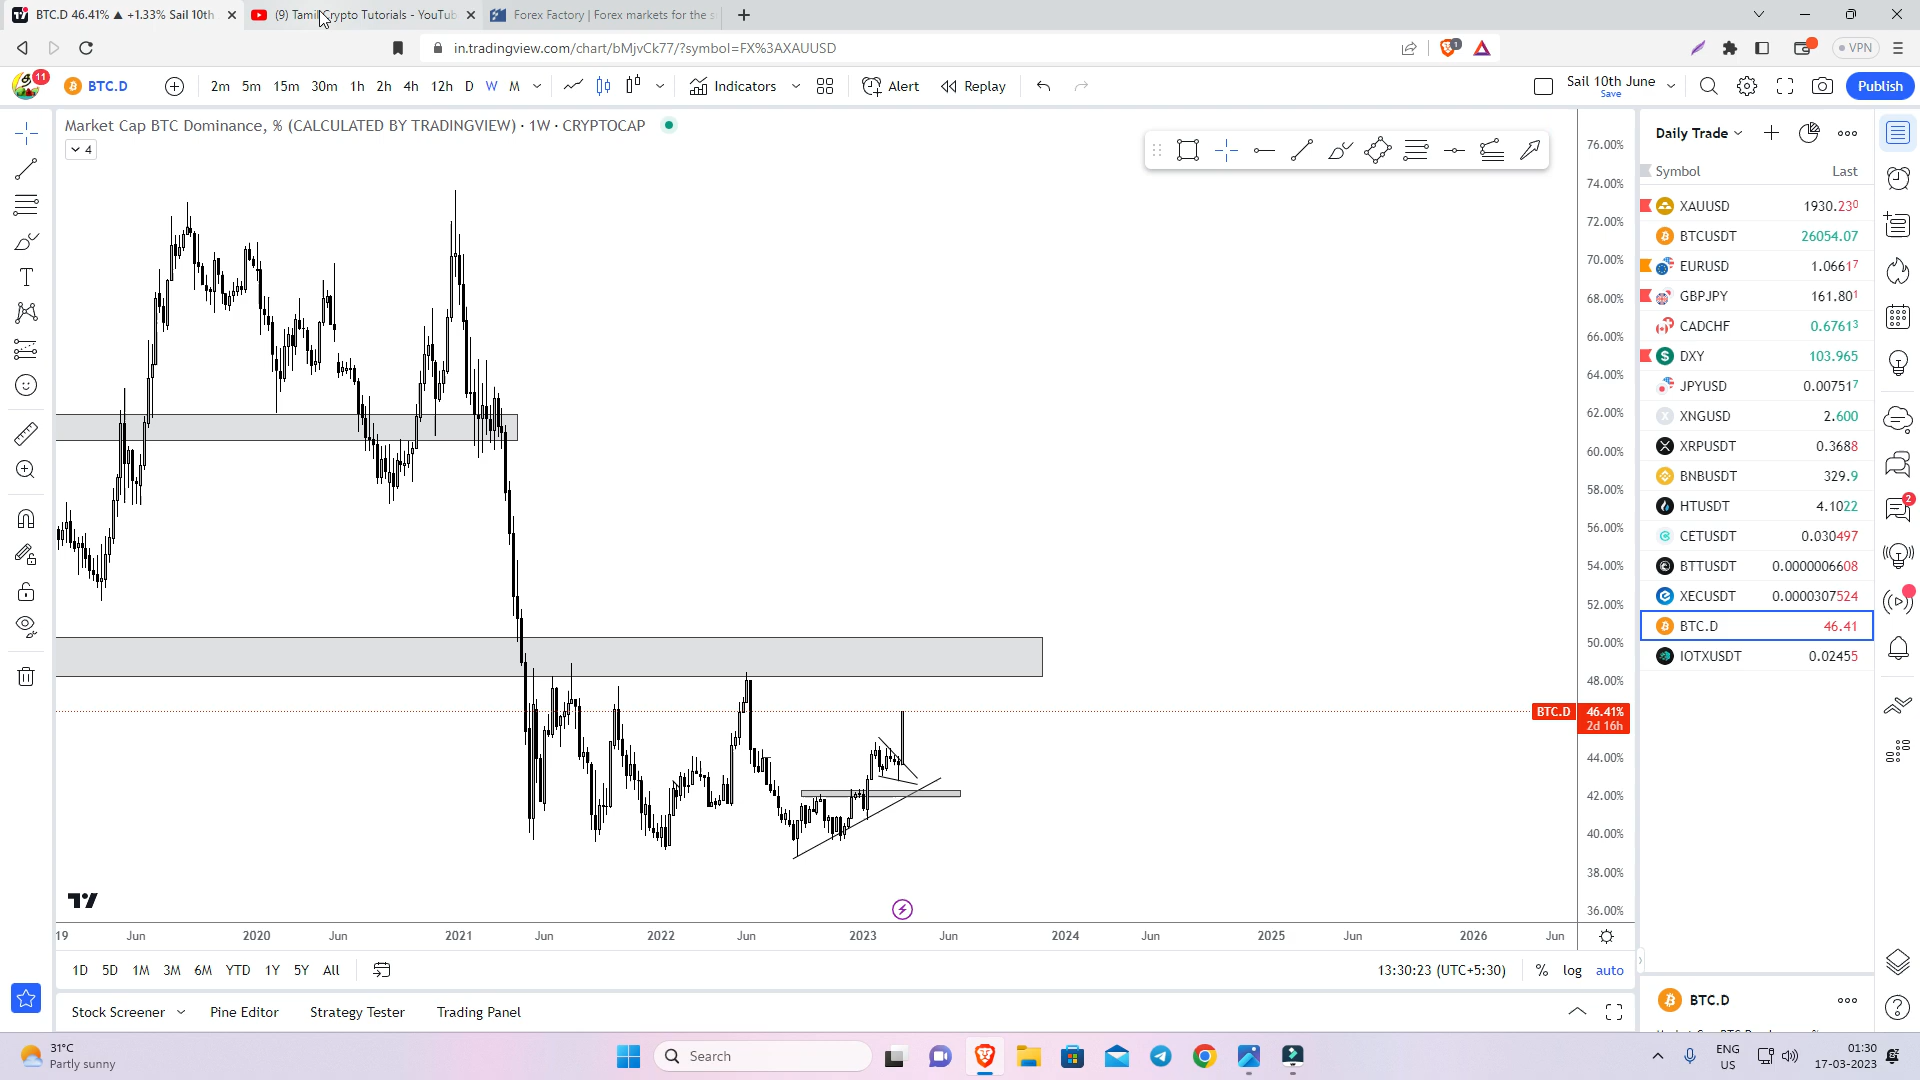 BTC.D 46.41% ▲ +1.33% Sail 10th
(9) Tamil Crypto Tutorials - YouTub
Forex Factory | Forex markets for the s
in.tradingview.com/chart/bMjvCk77/?symbol=FX%3AXAUUSD
1
VPN
11
BTC.D
2m 5m 15m 30m 1h 2h 4h 12h D W M
Indicators
Alert
Replay
Sail 10th June
Save
Publish
Market Cap BTC Dominance, % (CALCULATED BY TRADINGVIEW) · 1W · CRYPTOCAP
4
76.00%
74.00%
72.00%
70.00%
68.00%
66.00%
64.00%
62.00%
60.00%
58.00%
56.00%
54.00%
52.00%
50.00%
48.00%
BTC.D 46.41%
2d 16h
44.00%
42.00%
40.00%
38.00%
36.00%
19 Jun 2020 Jun 2021 Jun 2022 Jun 2023 Jun 2024 Jun 2025 Jun 2026 Jun
1D 5D 1M 3M 6M YTD 1Y 5Y All
13:30:23 (UTC+5:30) % log auto
Stock Screener Pine Editor Strategy Tester Trading Panel
Daily Trade
Symbol Last
XAUUSD 1930.230
BTCUSDT 26054.07
EURUSD 1.06617
GBPJPY 161.801
CADCHF 0.67613
DXY 103.965
JPYUSD 0.007517
XNGUSD 2.600
XRPUSDT 0.3688
BNBUSDT 329.9
HTUSDT 4.1022
CETUSDT 0.030497
BTTUSDT 0.0000006608
XECUSDT 0.0000307524
BTC.D 46.41
IOTXUSDT 0.02455
2
BTC.D
31°C
Partly sunny
Search
ENG
US
01:30
17-03-2023